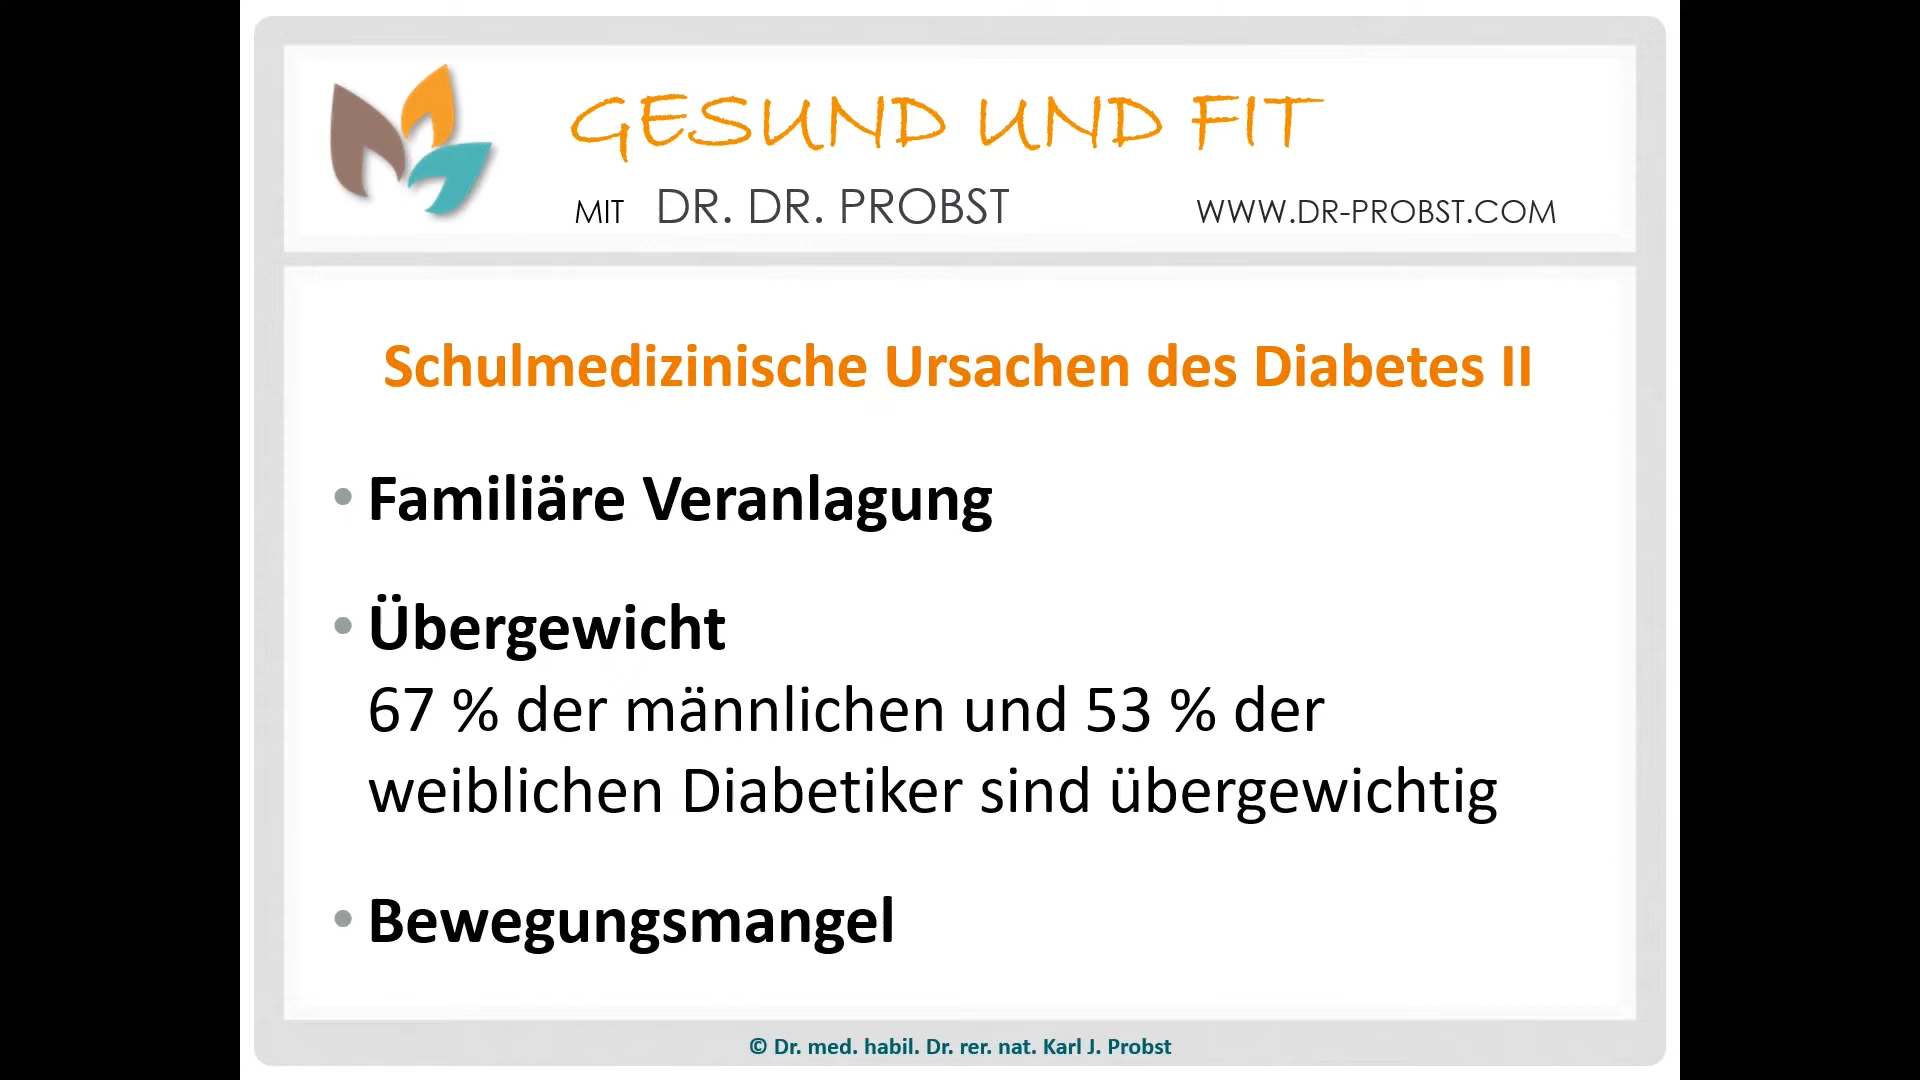 GESUND UND FIT
MIT DR. DR. PROBST WWW.DR-PROBST.COM
Schulmedizinische Ursachen des Diabetes II
• Familiäre Veranlagung
• Übergewicht
67 % der männlichen und 53 % der
weiblichen Diabetiker sind übergewichtig
• Bewegungsmangel
© Dr. med. habil. Dr. rer. nat. Karl J. Probst